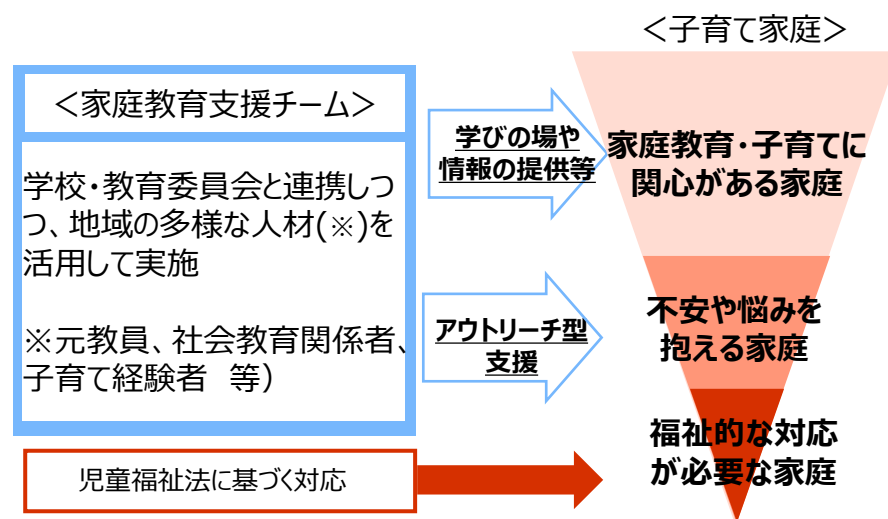 ＜子育て家庭＞
＜家庭教育支援チーム＞
学校・教育委員会と連携しつ
つ、地域の多様な人材(※)を
活用して実施
※元教員、社会教育関係者、
子育て経験者　等）
学びの場や
情報の提供等
家庭教育・子育てに
関心がある家庭
アウトリーチ型
支援
不安や悩みを
抱える家庭
児童福祉法に基づく対応
福祉的な対応
が必要な家庭